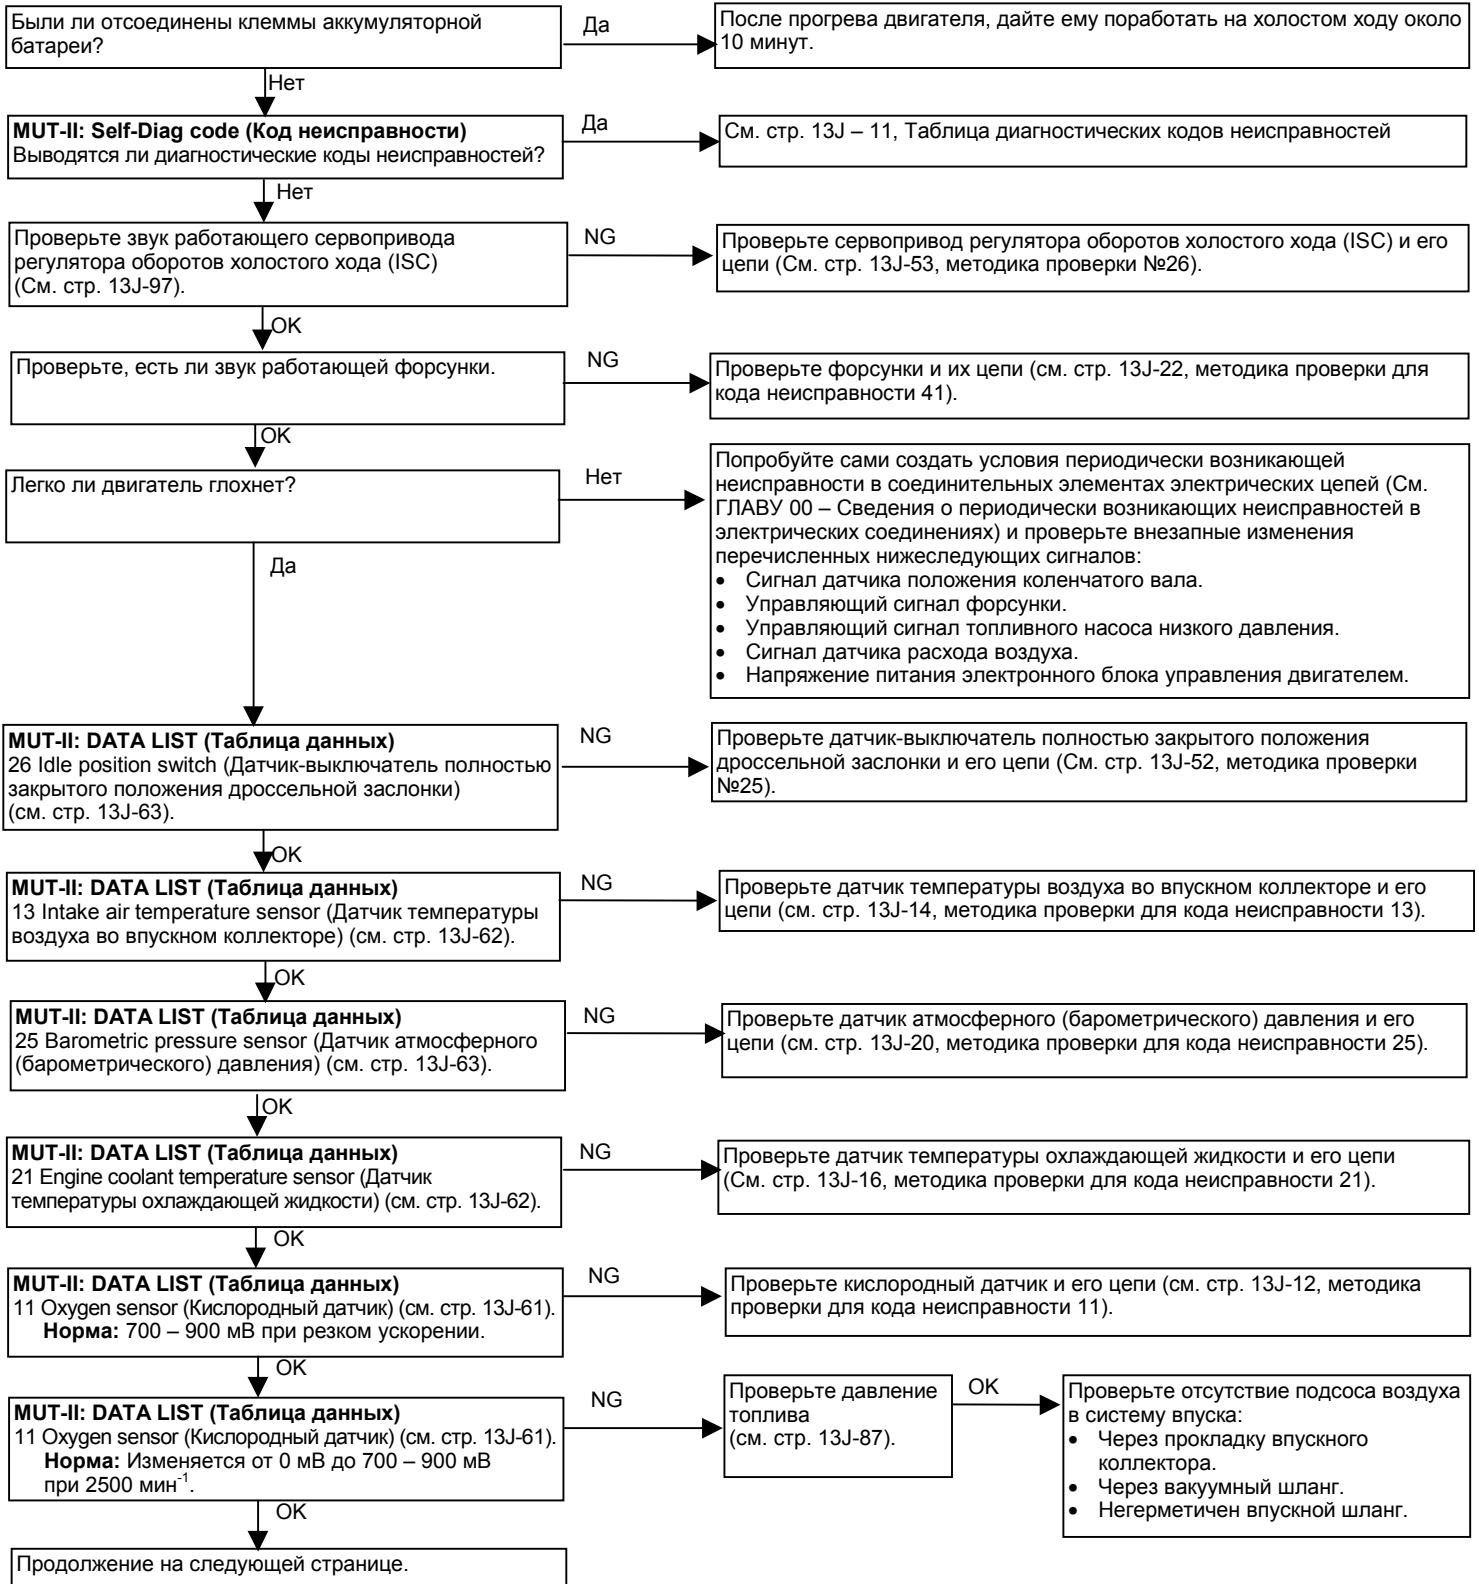 Были ли отсоединены клеммы аккумуляторной
батареи?
Да
После прогрева двигателя, дайте ему поработать на холостом ходу около
10 минут.
Нет
MUT-II: Self-Diag code (Код неисправности)
Выводятся ли диагностические коды неисправностей?
Да
См. стр. 13J – 11, Таблица диагностических кодов неисправностей
Нет
Проверьте звук работающего сервопривода
регулятора оборотов холостого хода (ISC)
(См. стр. 13J-97).
NG
Проверьте сервопривод регулятора оборотов холостого хода (ISC) и его
цепи (См. стр. 13J-53, методика проверки №26).
OK
Проверьте, есть ли звук работающей форсунки.
NG
Проверьте форсунки и их цепи (см. стр. 13J-22, методика проверки для
кода неисправности 41).
OK
Легко ли двигатель глохнет?
Нет
Попробуйте сами создать условия периодически возникающей
неисправности в соединительных элементах электрических цепей (См.
ГЛАВУ 00 – Сведения о периодически возникающих неисправностей в
электрических соединениях) и проверьте внезапные изменения
перечисленных нижеследующих сигналов:
• Сигнал датчика положения коленчатого вала.
• Управляющий сигнал форсунки.
• Управляющий сигнал топливного насоса низкого давления.
• Сигнал датчика расхода воздуха.
• Напряжение питания электронного блока управления двигателем.
Да
MUT-II: DATA LIST (Таблица данных)
26 Idle position switch (Датчик-выключатель полностью
закрытого положения дроссельной заслонки)
(см. стр. 13J-63).
NG
Проверьте датчик-выключатель полностью закрытого положения
дроссельной заслонки и его цепи (См. стр. 13J-52, методика проверки
№25).
OK
MUT-II: DATA LIST (Таблица данных)
13 Intake air temperature sensor (Датчик температуры
воздуха во впускном коллекторе) (см. стр. 13J-62).
NG
Проверьте датчик температуры воздуха во впускном коллекторе и его
цепи (см. стр. 13J-14, методика проверки для кода неисправности 13).
OK
MUT-II: DATA LIST (Таблица данных)
25 Barometric pressure sensor (Датчик атмосферного
(барометрического) давления) (см. стр. 13J-63).
NG
Проверьте датчик атмосферного (барометрического) давления и его
цепи (см. стр. 13J-20, методика проверки для кода неисправности 25).
OK
MUT-II: DATA LIST (Таблица данных)
21 Engine coolant temperature sensor (Датчик
температуры охлаждающей жидкости) (см. стр. 13J-62).
NG
Проверьте датчик температуры охлаждающей жидкости и его цепи
(См. стр. 13J-16, методика проверки для кода неисправности 21).
OK
MUT-II: DATA LIST (Таблица данных)
11 Oxygen sensor (Кислородный датчик) (см. стр. 13J-61).
Норма: 700 – 900 мВ при резком ускорении.
NG
Проверьте кислородный датчик и его цепи (см. стр. 13J-12, методика
проверки для кода неисправности 11).
OK
MUT-II: DATA LIST (Таблица данных)
11 Oxygen sensor (Кислородный датчик) (см. стр. 13J-61).
Норма: Изменяется от 0 мВ до 700 – 900 мВ
при 2500 мин⁻¹.
NG
Проверьте давление
топлива
(см. стр. 13J-87).
OK
Проверьте отсутствие подсоса воздуха
в систему впуска:
• Через прокладку впускного
коллектора.
• Через вакуумный шланг.
• Негерметичен впускной шланг.
OK
Продолжение на следующей странице.